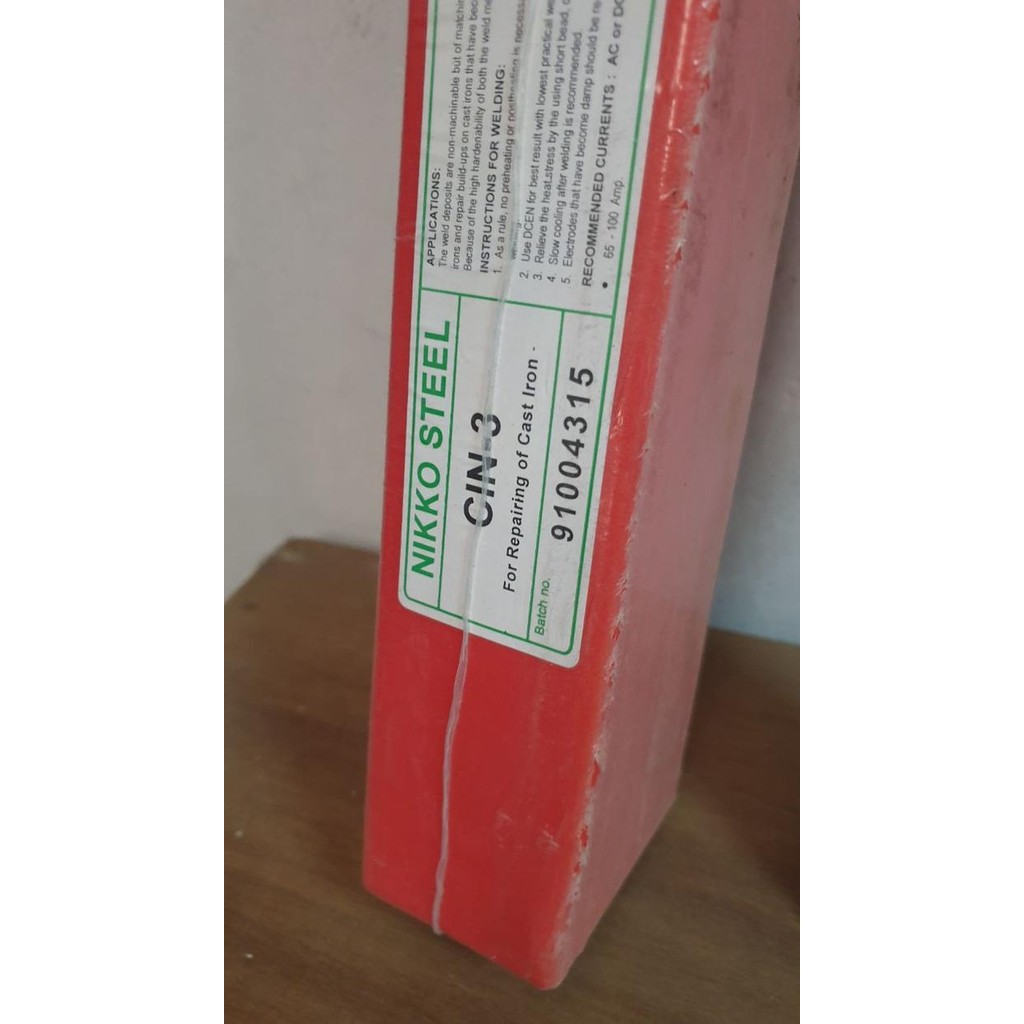 NIKKO STEEL
CIN-3
For Repairing of Cast Iron -
Batch no.
91004315
APPLICATIONS:
The weld deposits are non-machinable but of matchin
irons and repair build-ups on cast irons that have bec
Because of the high hardenability of both the weld me
INSTRUCTIONS FOR WELDING:
1. As a rule, no preheating or postheating is necessa
2. Use DCEN for best result with lowest practical we
3. Relieve the heat stress by the using short bead, c
4. Slow cooling after welding is recommended.
5. Electrodes that have become damp should be re
RECOMMENDED CURRENTS : AC or DC
• 65 - 100 Amp.